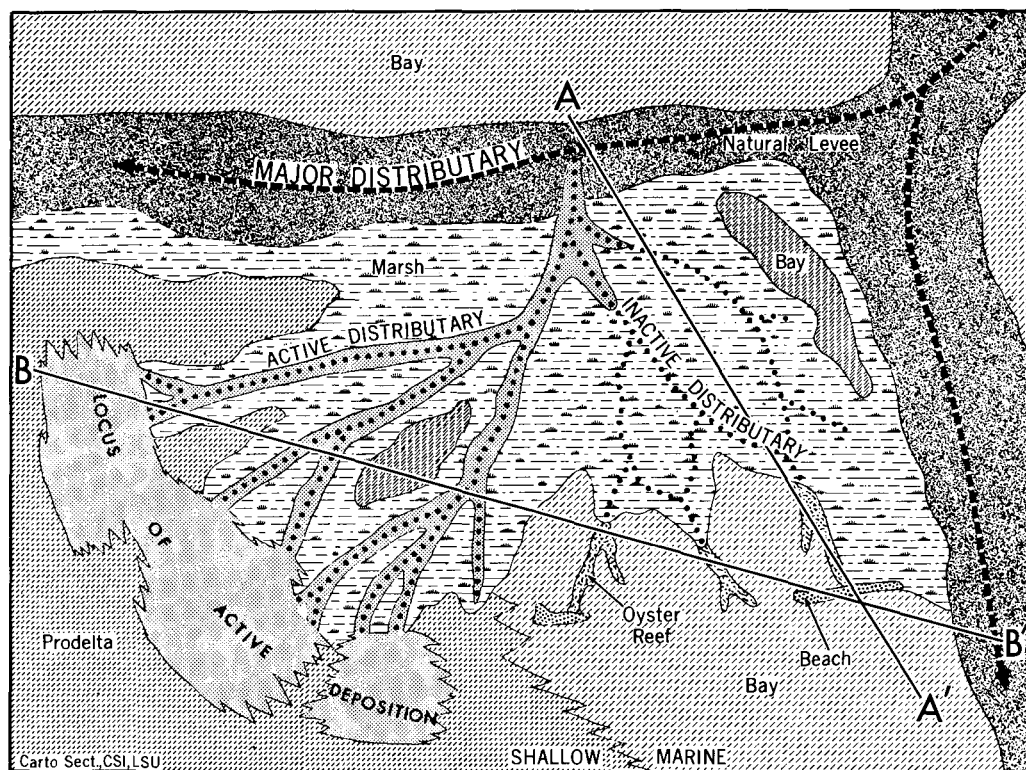 Bay
A
MAJOR DISTRIBUTARY
Natural Levee
Marsh
Bay
ACTIVE DISTRIBUTARY
INACTIVE DISTRIBUTARY
B
LOCUS
OF
ACTIVE
DEPOSITION
Oyster
Reef
Beach
B'
Prodelta
Bay
A'
SHALLOW MARINE
Carto Sect.,CSI,LSU